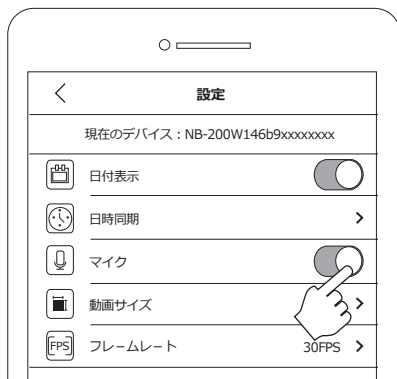 設定
現在のデバイス：NB-200W146b9xxxxxxxx
日付表示
日時同期
マイク
動画サイズ
FPS フレームレート 30FPS